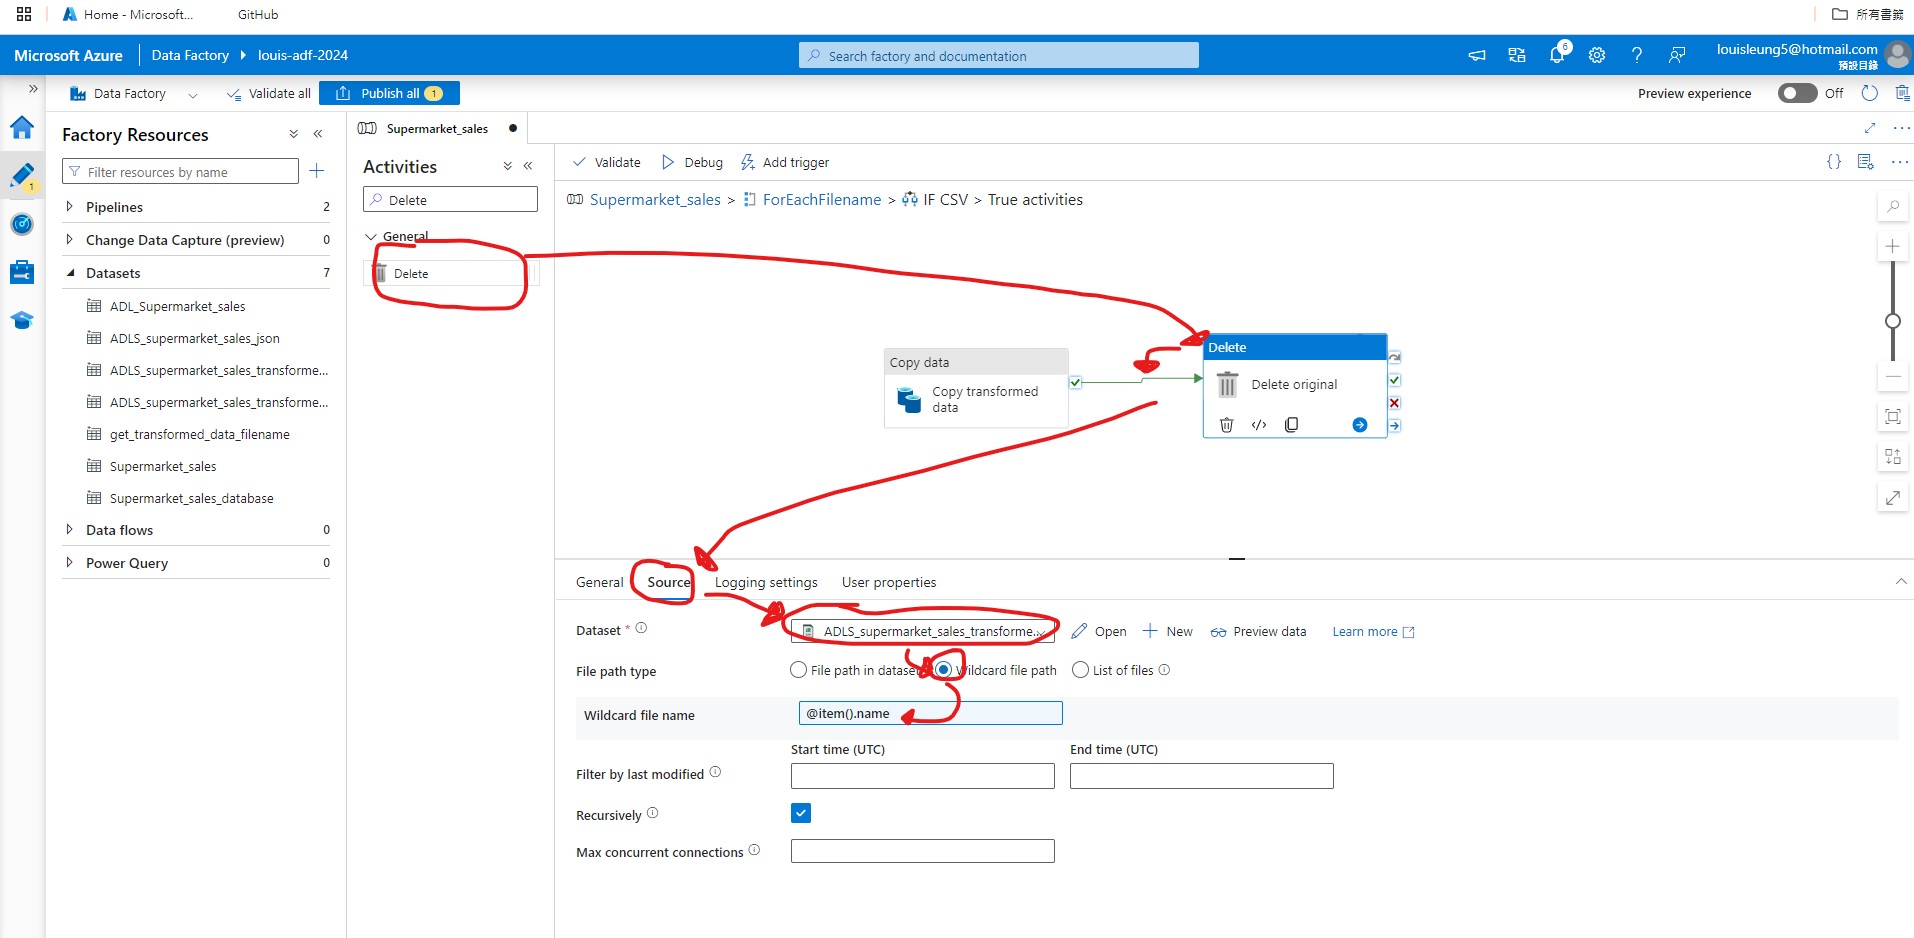 Home - Microsoft...
GitHub
所有書籤
Microsoft Azure
Data Factory
louis-adf-2024
Search factory and documentation
6
louisleung5@hotmail.com
預設目錄
Data Factory
Validate all
Publish all 1
Preview experience
Off
1
Factory Resources
Filter resources by name
Pipelines 2
Change Data Capture (preview) 0
Datasets 7
ADL_Supermarket_sales
ADLS_supermarket_sales_json
ADLS_supermarket_sales_transforme...
ADLS_supermarket_sales_transforme...
get_transformed_data_filename
Supermarket_sales
Supermarket_sales_database
Data flows 0
Power Query 0
Supermarket_sales
Activities
Delete
General
Delete
Validate
Debug
Add trigger
Supermarket_sales > ForEachFilename > IF CSV > True activities
Copy data
Copy transformed
data
Delete
Delete original
General
Source
Logging settings
User properties
Dataset *
ADLS_supermarket_sales_transforme...
Open
New
Preview data
Learn more
File path type
File path in dataset
Wildcard file path
List of files
Wildcard file name
@item().name
Start time (UTC)
End time (UTC)
Filter by last modified
Recursively
Max concurrent connections